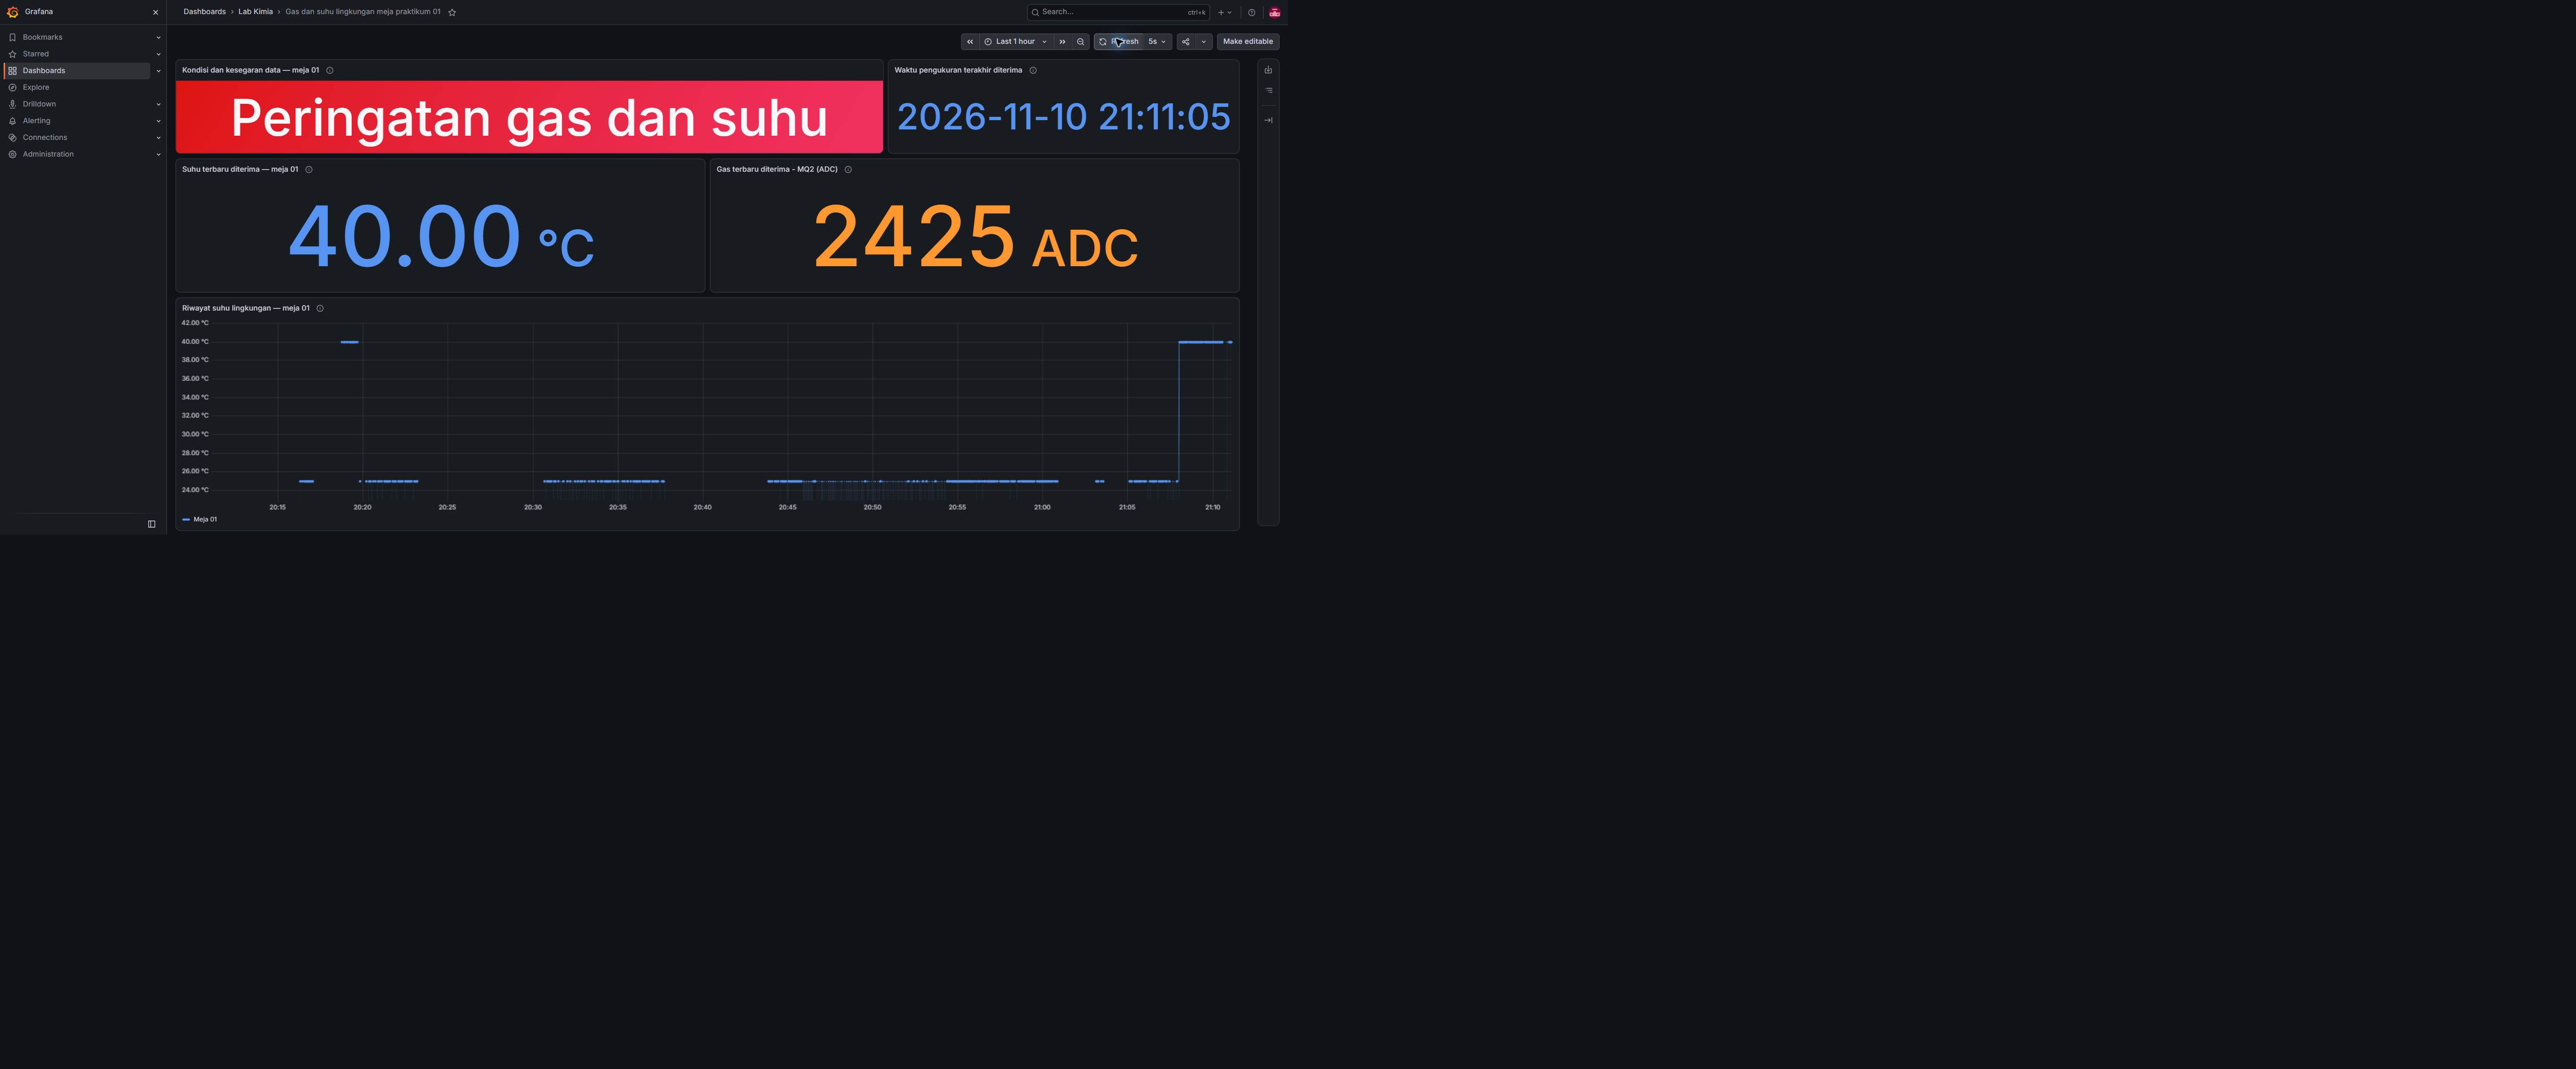 Grafana
Dashboards › Lab Kimia › Gas dan suhu lingkungan meja praktikum 01
Search...
ctrl+k
Bookmarks
Starred
Dashboards
Explore
Drilldown
Alerting
Connections
Administration
Last 1 hour
5s
Make editable
Kondisi dan kesegaran data — meja 01
Peringatan gas dan suhu
Waktu pengukuran terakhir diterima
2026-11-10 21:11:05
Suhu terbaru diterima — meja 01
40.00 °C
Gas terbaru diterima - MQ2 (ADC)
2425 ADC
Riwayat suhu lingkungan — meja 01
42.00 °C
40.00 °C
38.00 °C
36.00 °C
34.00 °C
32.00 °C
30.00 °C
28.00 °C
26.00 °C
24.00 °C
20:15 20:20 20:25 20:30 20:35 20:40 20:45 20:50 20:55 21:00 21:05 21:10
Meja 01